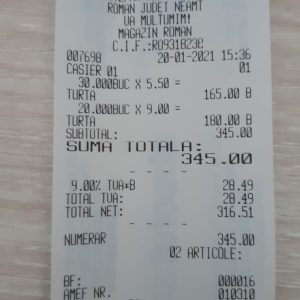 ROMAN JUDET NEAMT
VA MULTUMIM!
MAGAZIN ROMAN
C.I.F.:RO9318230
007698 20-01-2021 15:36
CASIER 01 01
30.000BUC X 5.50 =
TURTA 165.00 B
20.000BUC X 9.00 =
TURTA 180.00 B
SUBTOTAL: 345.00
SUMA TOTALA:
345.00
- - - -
9.00% TVA*B 28.49
TOTAL TVA: 28.49
TOTAL NET: 316.51
- - - -
NUMERAR 345.00
02 ARTICOLE:
- - - -
BF: 000016
AMEF NR. 010310